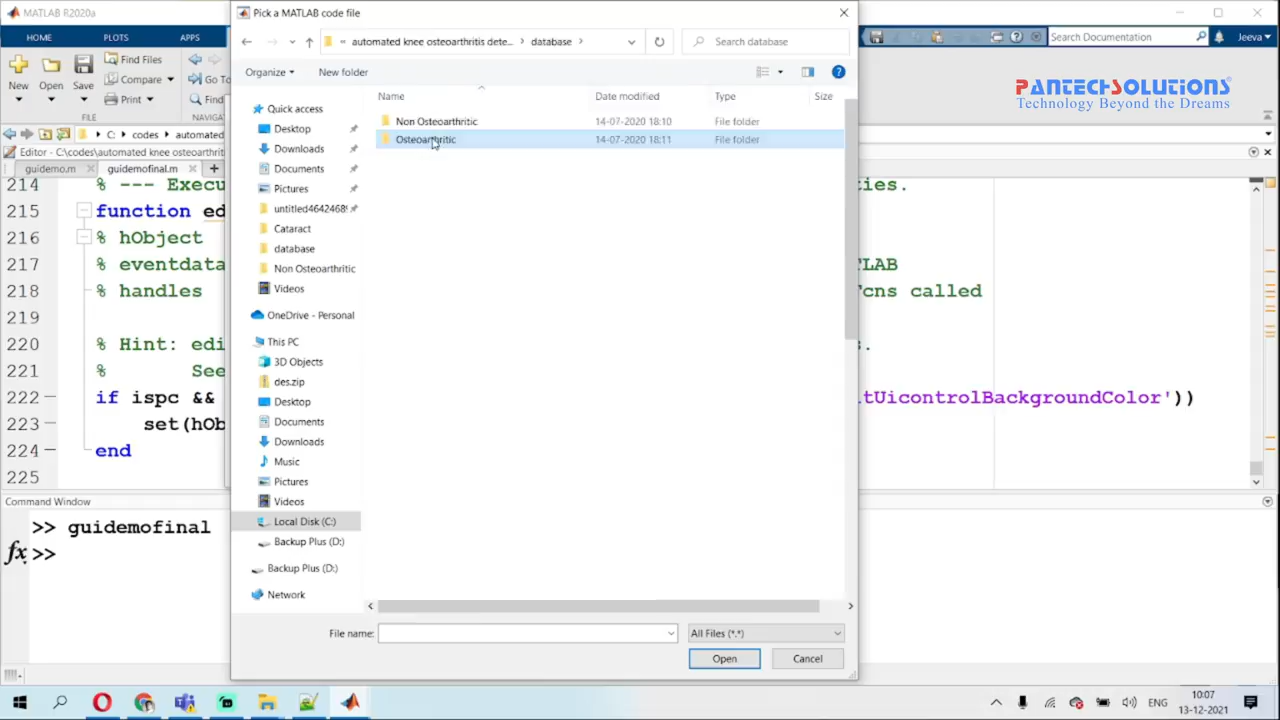 MATLAB R2020a
Pick a MATLAB code file
HOME
PLOTS
APPS
automated knee osteoarthritis dete...
database
Search database
Search Documentation
Jeeva
New
Open
Save
Find Files
Compare
Print
Go To
Find
FILE
NAVIGA
Organize
New folder
PANTECHSOLUTIONS
Technology Beyond the Dreams
Name
Date modified
Type
Size
Non Osteoarthritic
14-07-2020 18:10
File folder
Osteoarthritic
14-07-2020 18:11
File folder
Quick access
Desktop
Downloads
Documents
Pictures
untitled4642468
Cataract
database
Non Osteoarthritic
Videos
OneDrive - Personal
This PC
3D Objects
des.zip
Desktop
Documents
Downloads
Music
Pictures
Videos
Local Disk (C:)
Backup Plus (D:)
Backup Plus (D:)
Network
C:
codes
automated
Editor - C:\codes\automated knee osteoarthriti
guidemo.m
guidemofinal.m
214 % --- Execu ties.
215 function ed
216 % hObject
217 % eventdata TLAB
218 % handles Fcns called
219
220 % Hint: edi s.
221 % See
222 if ispc && ltUicontrolBackgroundColor'))
223 set(hOb
224 end
225
Command Window
>> guidemofinal
fx >>
File name:
All Files (*.*)
Open
Cancel
ENG
10:07
13-12-2021